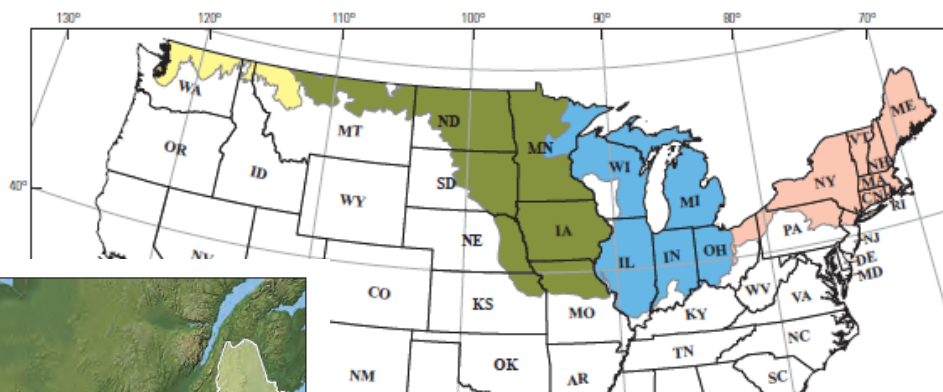 130° 120° 110° 100° 90° 80° 70°
WA
MT
ND
MN
ME
VT
NH
OR
ID
SD
WI
NY
MA
RI
40°
WY
MI
PA
NE
IA
IL
IN
OH
NJ
DE
MD
CO
KS
MO
WV
VA
KY
NC
TN
NM
OK
AR
SC